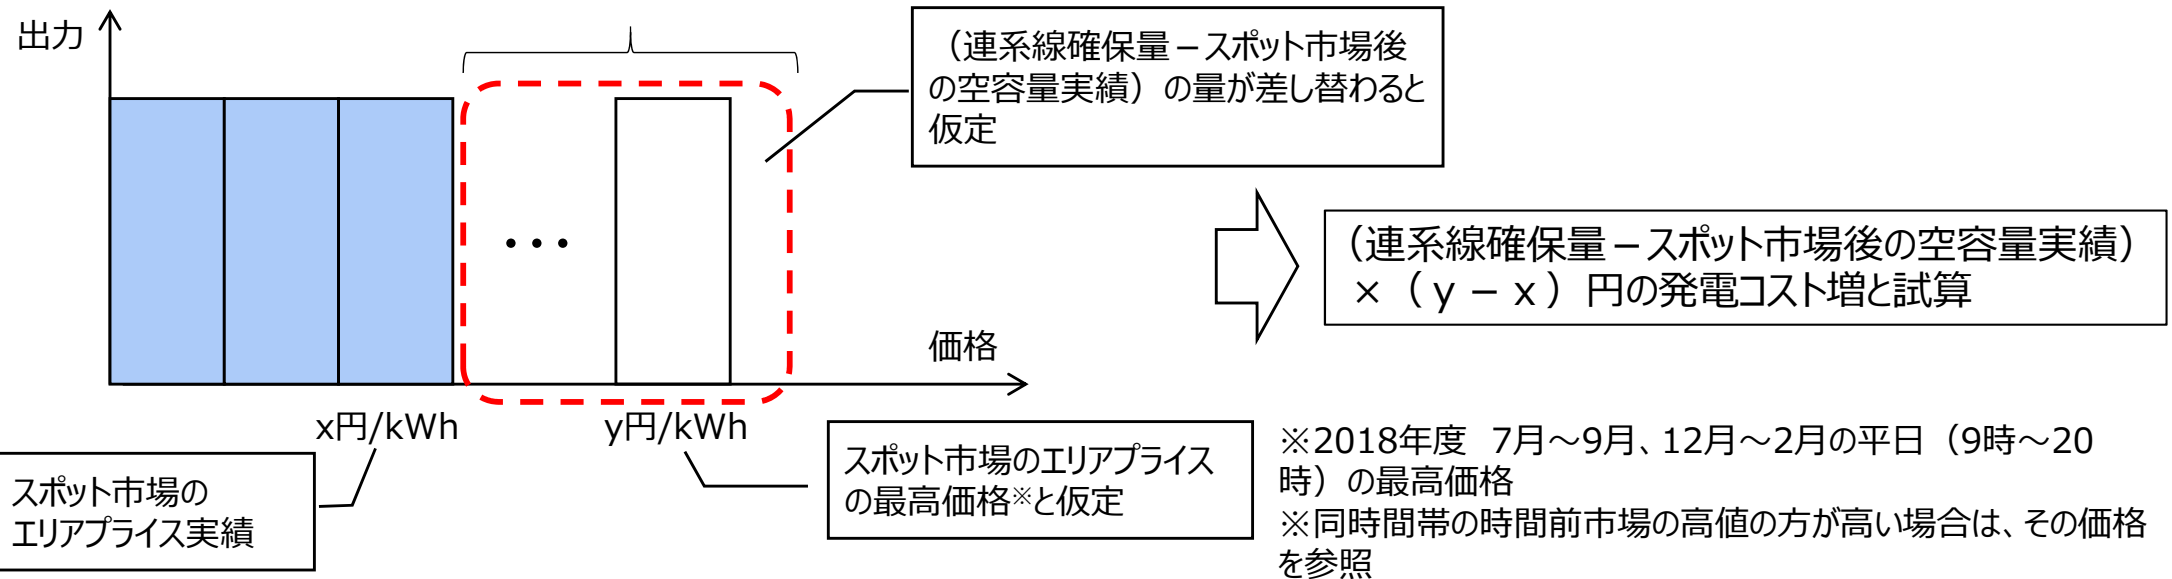 出力
（連系線確保量－スポット市場後
の空容量実績）の量が差し替わると
仮定
・・・
（連系線確保量－スポット市場後の空容量実績）
×（ｙ－ｘ）円の発電コスト増と試算
価格
x円/kWh
y円/kWh
スポット市場の
エリアプライス実績
スポット市場のエリアプライス
の最高価格※と仮定
※2018年度 7月～9月、12月～2月の平日（9時～20
時）の最高価格
※同時間帯の時間前市場の高値の方が高い場合は、その価格
を参照